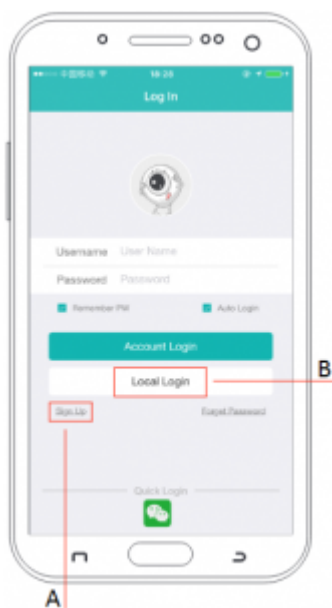 18:28
Log In
Username User Name
Password Password
Remember PW Auto Login
Account Login
Local Login
B
Sign Up Forget Password
Quick Login
A